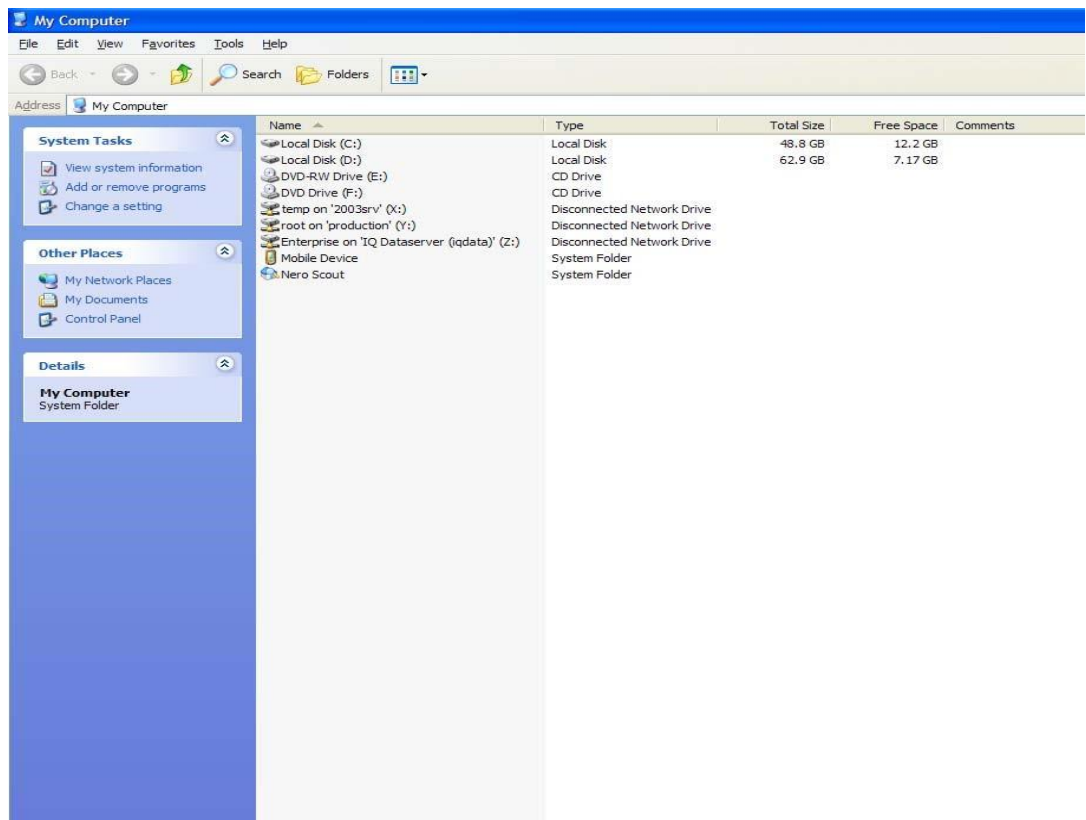 My Computer
File Edit View Favorites Tools Help
Back Search Folders
Address My Computer
System Tasks
View system information
Add or remove programs
Change a setting
Other Places
My Network Places
My Documents
Control Panel
Details
My Computer
System Folder
Name Type Total Size Free Space Comments
Local Disk (C:) Local Disk 48.8 GB 12.2 GB
Local Disk (D:) Local Disk 62.9 GB 7.17 GB
DVD-RW Drive (E:) CD Drive
DVD Drive (F:) CD Drive
temp on '2003srv' (X:) Disconnected Network Drive
root on 'production' (Y:) Disconnected Network Drive
Enterprise on 'IQ Dataserver (iqdata)' (Z:) Disconnected Network Drive
Mobile Device System Folder
Nero Scout System Folder